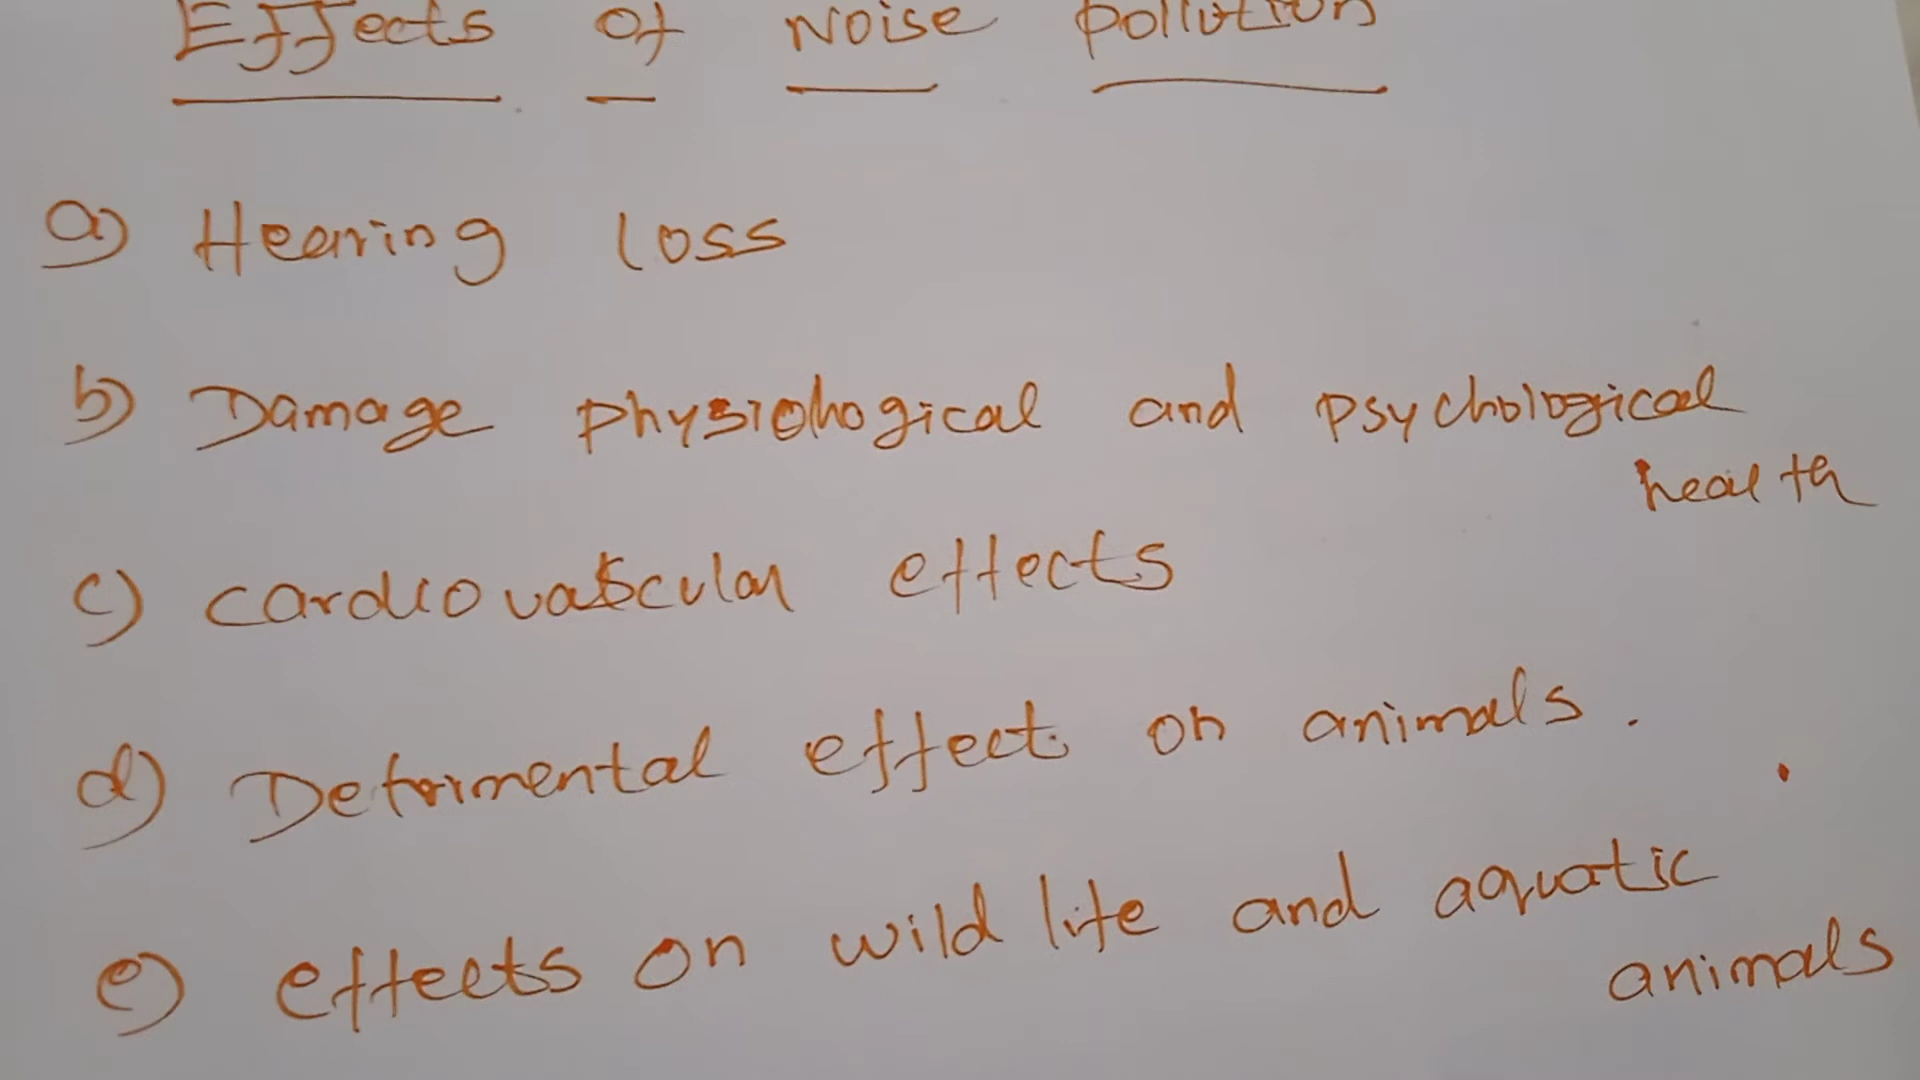 Effects of Noise pollution
a) Hearing loss
b) Damage physiohogical and psychological
health
c) cardiovascular effects
d) Detrimental effect on animals.
e) effects on wild life and aquatic
animals